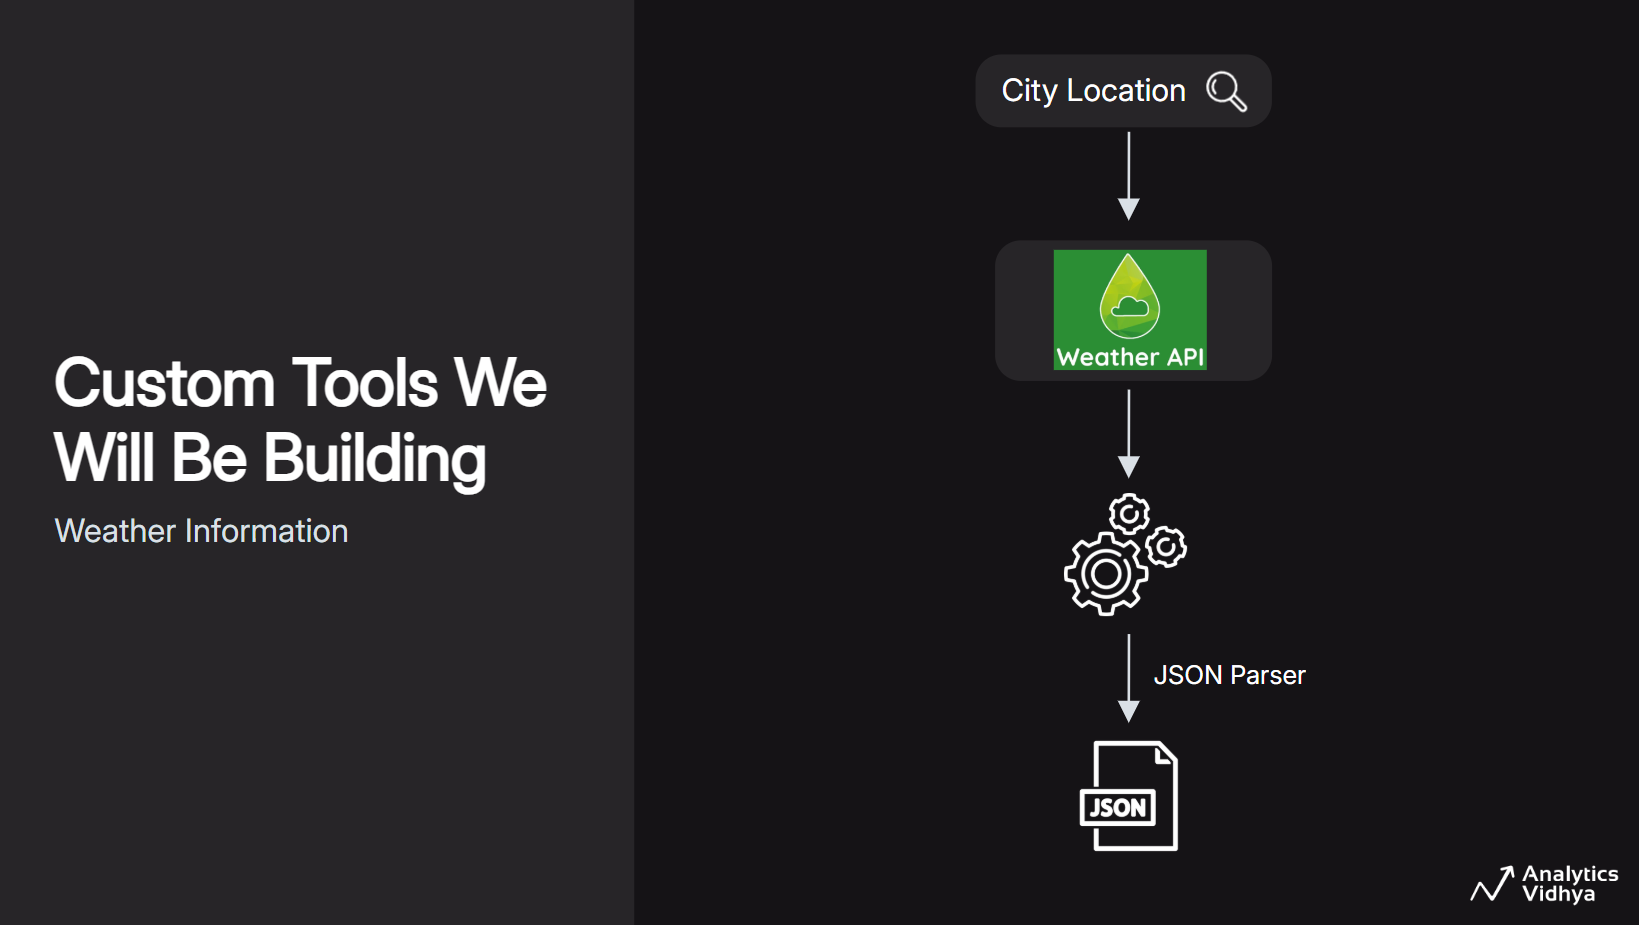 Custom Tools We
Will Be Building
Weather Information
City Location
Weather API
JSON Parser
JSON
Analytics
Vidhya